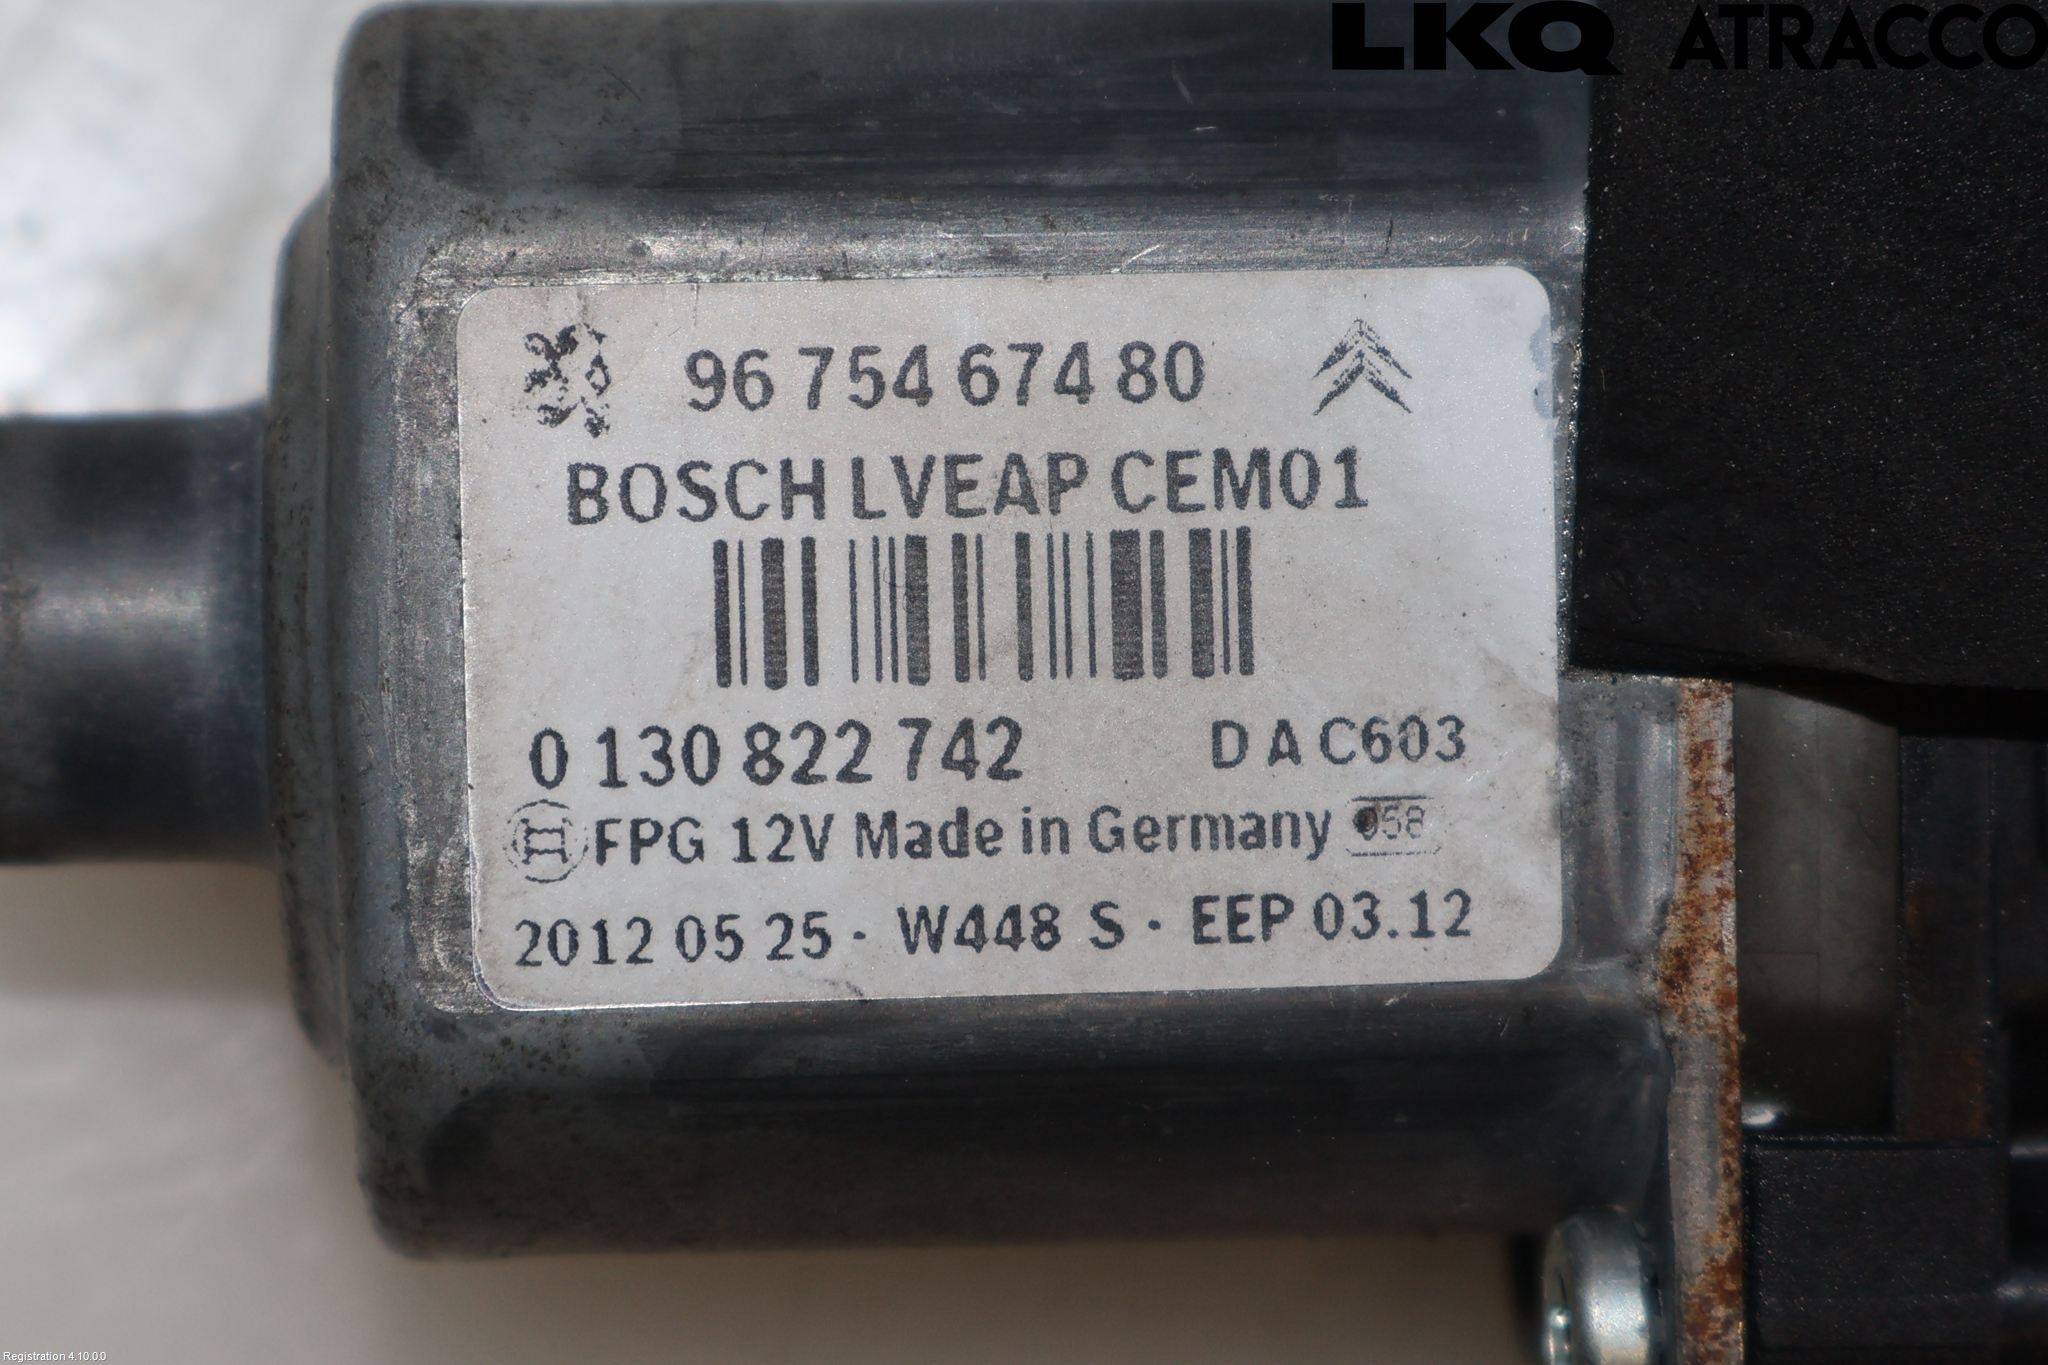 LKQ ATRACCO
96 754 674 80
BOSCH LVEAP CEM01
0 130 822 742 D A C603
FPG 12V Made in Germany 058
2012 05 25 · W448 S · EEP 03.12
Registration 4.10.0.0